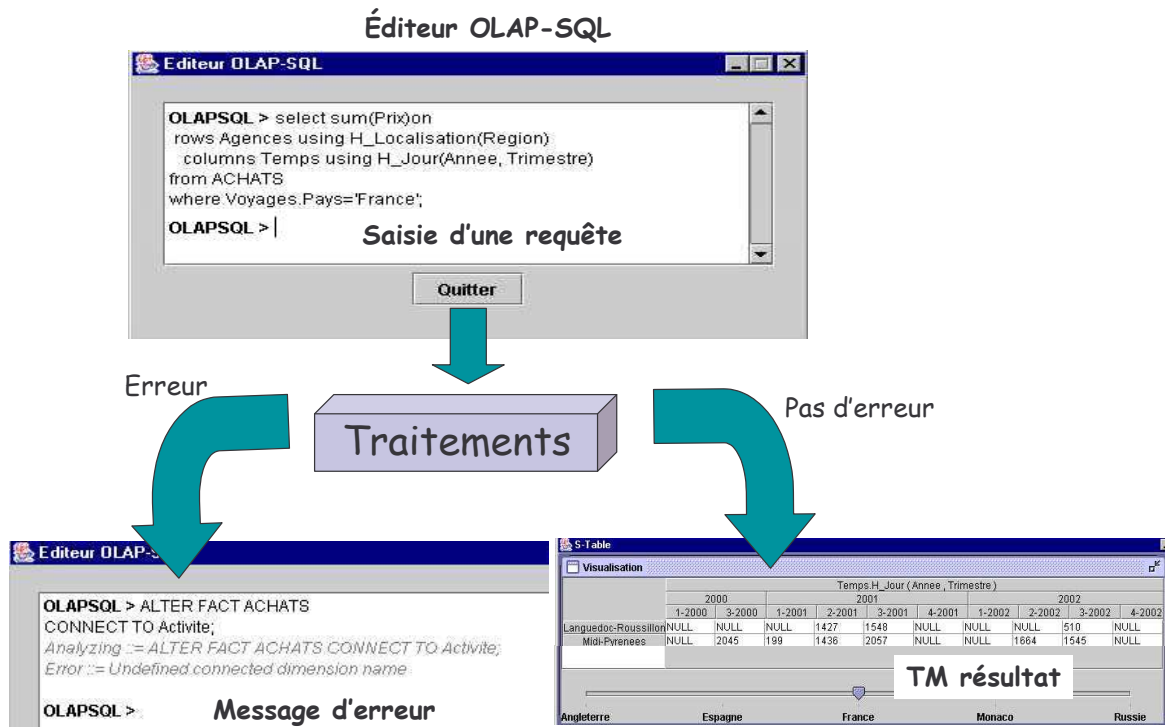 Éditeur OLAP-SQL
Editeur OLAP-SQL
OLAPSQL > select sum(Prix)on
rows Agences using H_Localisation(Region)
columns Temps using H_Jour(Annee, Trimestre)
from ACHATS
where Voyages.Pays='France';
OLAPSQL >
Saisie d'une requête
Quitter
Erreur
Pas d'erreur
Traitements
Editeur OLAP-S
OLAPSQL > ALTER FACT ACHATS
CONNECT TO Activite;
Analyzing ::= ALTER FACT ACHATS CONNECT TO Activite;
Error ::= Undefined connected dimension name
OLAPSQL >
Message d'erreur
S-Table
Visualisation
Temps.H_Jour ( Annee , Trimestre )
2000 2001 2002
1-2000 3-2000 1-2001 2-2001 3-2001 4-2001 1-2002 2-2002 3-2002 4-2002
Languedoc-Roussillon NULL NULL NULL 1427 1548 NULL NULL NULL 510 NULL
Midi-Pyrenees NULL 2045 199 1436 2057 NULL NULL 1664 1545 NULL
TM résultat
Angleterre Espagne France Monaco Russie